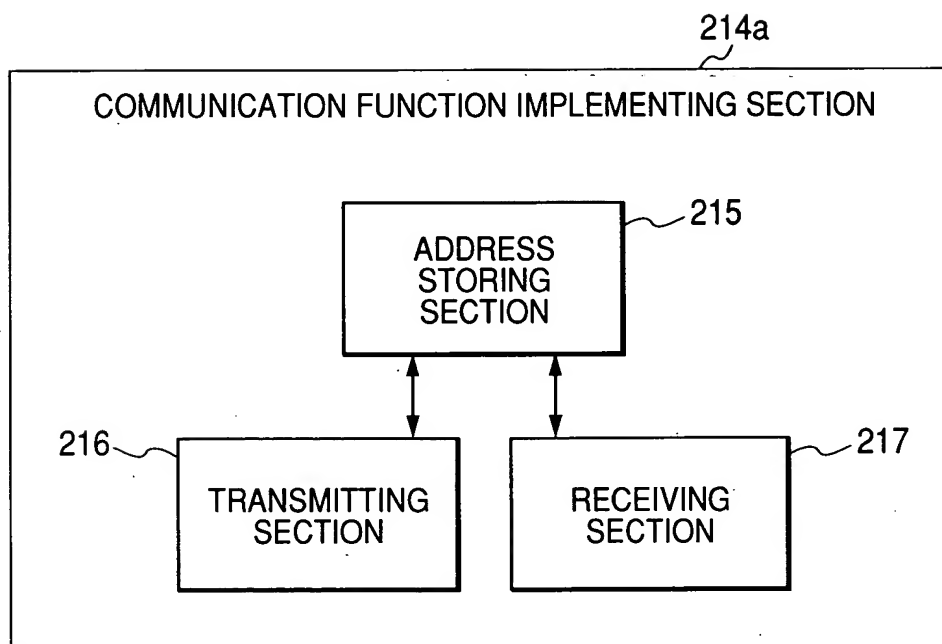 214a
COMMUNICATION FUNCTION IMPLEMENTING SECTION
215
ADDRESS
STORING
SECTION
216
217
TRANSMITTING
SECTION
RECEIVING
SECTION